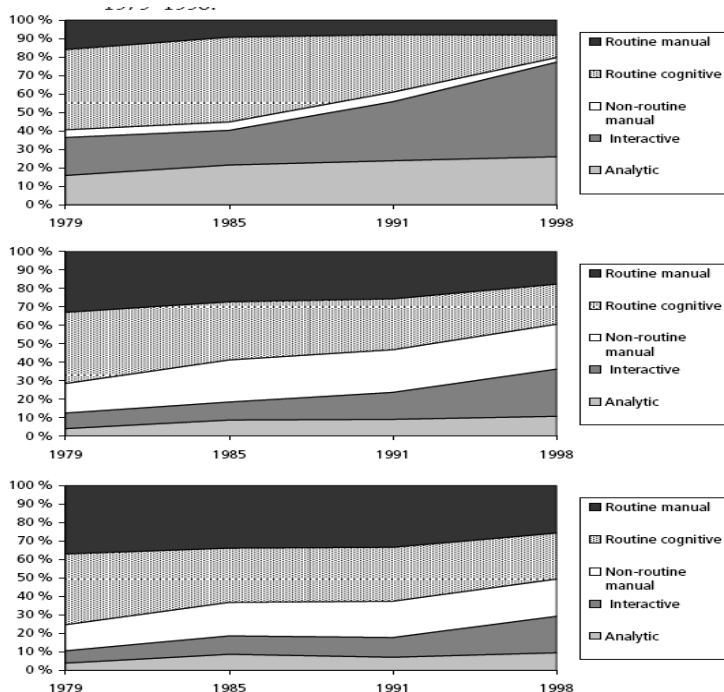 1979–1998.
100 %
90 %
80 %
70 %
60 %
50 %
40 %
30 %
20 %
10 %
0 %
1979 1985 1991 1998
Routine manual
Routine cognitive
Non-routine
manual
Interactive
Analytic
100 %
90 %
80 %
70 %
60 %
50 %
40 %
30 %
20 %
10 %
0 %
1979 1985 1991 1998
Routine manual
Routine cognitive
Non-routine
manual
Interactive
Analytic
100 %
90 %
80 %
70 %
60 %
50 %
40 %
30 %
20 %
10 %
0 %
1979 1985 1991 1998
Routine manual
Routine cognitive
Non-routine
manual
Interactive
Analytic